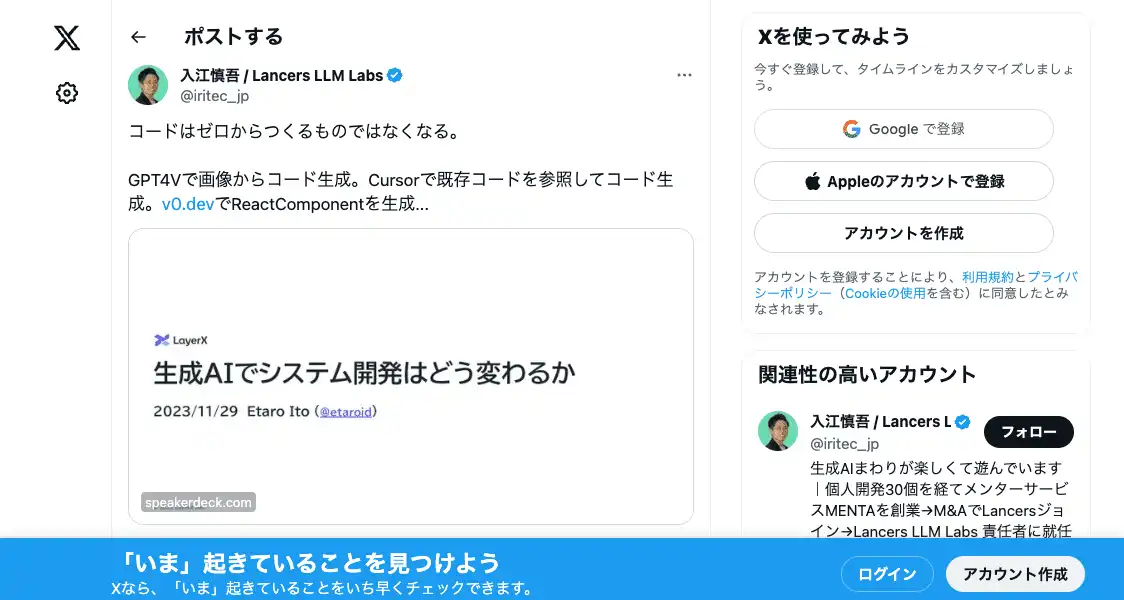 ポストする
入江慎吾 / Lancers LLM Labs
@iritec_jp
コードはゼロからつくるものではなくなる。
GPT4Vで画像からコード生成。Cursorで既存コードを参照してコード生
成。v0.devでReactComponentを生成...
LayerX
生成AIでシステム開発はどう変わるか
2023/11/29 Etaro Ito (@etaroid)
speakerdeck.com
Xを使ってみよう
今すぐ登録して、タイムラインをカスタマイズしましょ
う。
Google で登録
Appleのアカウントで登録
アカウントを作成
アカウントを登録することにより、利用規約とプライバ
シーポリシー（Cookieの使用を含む）に同意したとみ
なされます。
関連性の高いアカウント
入江慎吾 / Lancers L
@iritec_jp
フォロー
生成AIまわりが楽しくて遊んでいます
｜個人開発30個を経てメンターサービ
スMENTAを創業→M&AでLancersジョ
イン→Lancers LLM Labs 責任者に就任
「いま」起きていることを見つけよう
Xなら、「いま」起きていることをいち早くチェックできます。
ログイン
アカウント作成